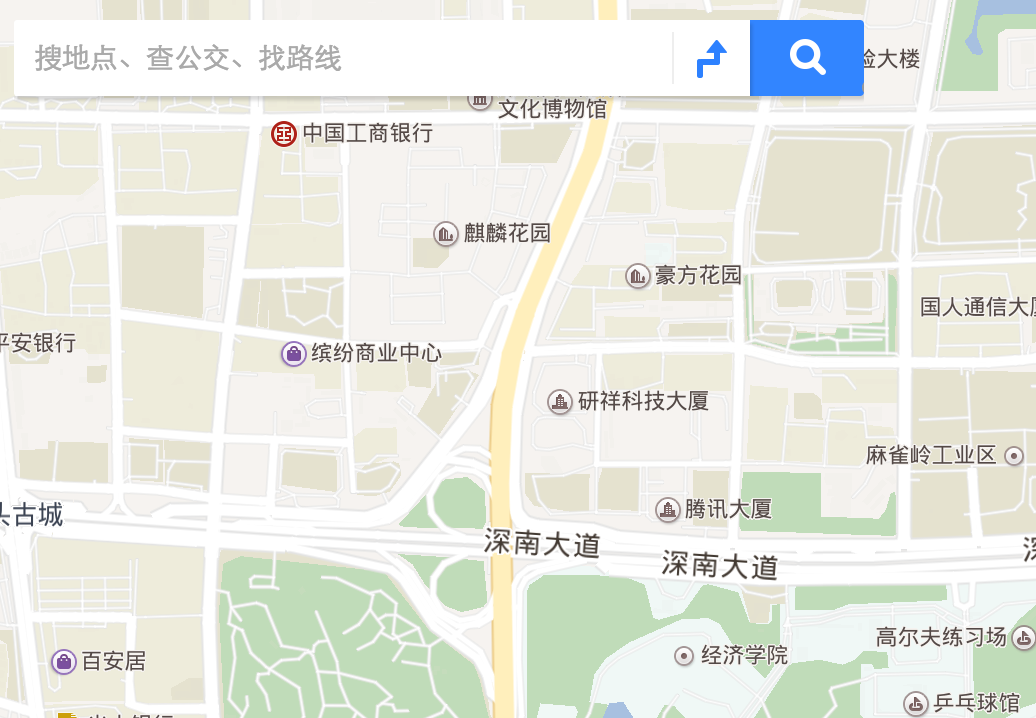 搜地点、查公交、找路线
验大楼
文化博物馆
中国工商银行
麒麟花园
豪方花园
国人通信大厦
平安银行
缤纷商业中心
研祥科技大厦
麻雀岭工业区
头古城
腾讯大厦
深南大道
深南大道
深
高尔夫练习场
经济学院
百安居
乒乓球馆